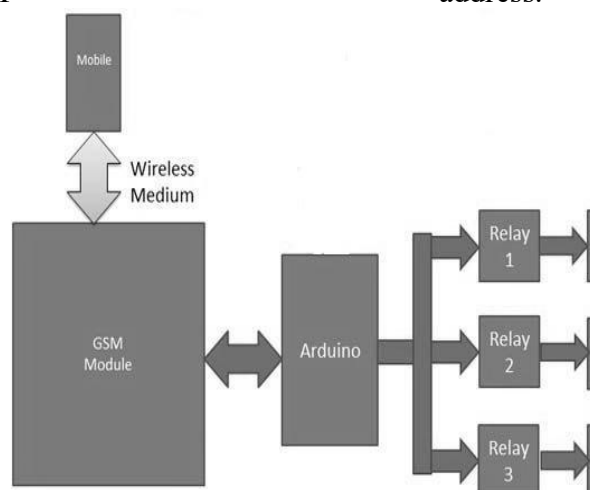 address.
Mobile
Wireless
Medium
GSM
Module
Arduino
Relay
1
Relay
2
Relay
3